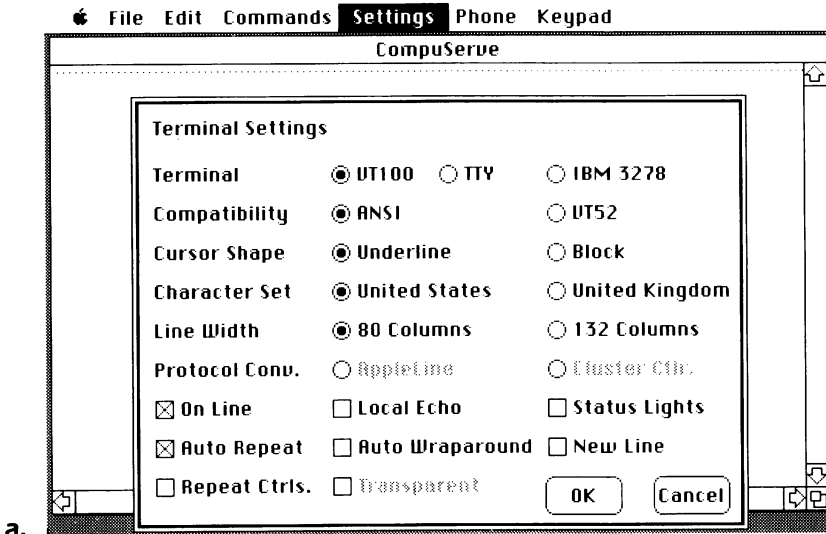 File Edit Commands Settings Phone Keypad
CompuServe
Terminal Settings
Terminal VT100 TTY IBM 3278
Compatibility ANSI VT52
Cursor Shape Underline Block
Character Set United States United Kingdom
Line Width 80 Columns 132 Columns
Protocol Conv. AppleLine Cluster Ctlr.
On Line Local Echo Status Lights
Auto Repeat Auto Wraparound New Line
Repeat Ctrls. Transparent OK Cancel
a.